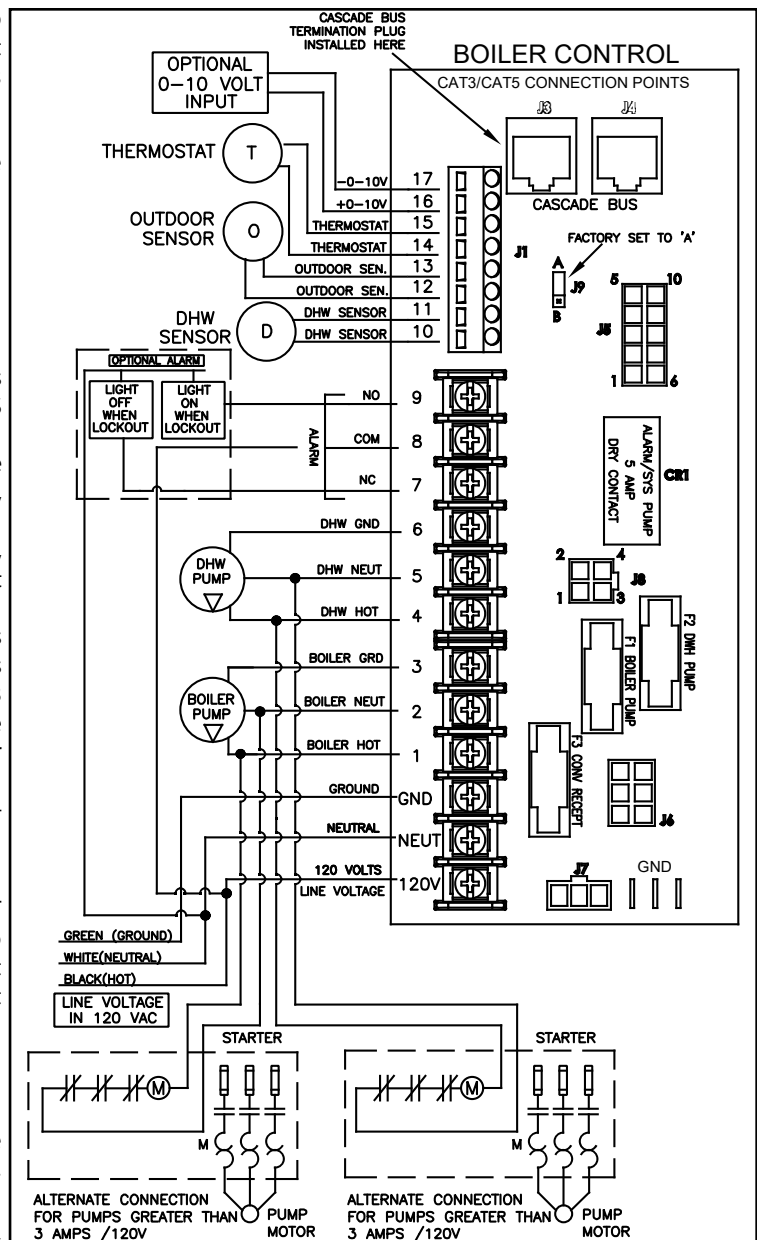 CASCADE BUS
TERMINATION PLUG
INSTALLED HERE
BOILER CONTROL
CAT3/CAT5 CONNECTION POINTS
J3
J4
CASCADE BUS
OPTIONAL
0-10 VOLT
INPUT
THERMOSTAT
T
OUTDOOR
SENSOR
O
DHW
SENSOR
D
-0-10V 17
+0-10V 16
THERMOSTAT 15
THERMOSTAT 14
OUTDOOR SEN. 13
OUTDOOR SEN. 12
DHW SENSOR 11
DHW SENSOR 10
J1
FACTORY SET TO 'A'
A
J9
B
5 10
J5
1 6
OPTIONAL ALARM
LIGHT
OFF
WHEN
LOCKOUT
LIGHT
ON
WHEN
LOCKOUT
ALARM
NO 9
COM 8
NC 7
DHW GND 6
DHW NEUT 5
DHW HOT 4
BOILER GRD 3
BOILER NEUT 2
BOILER HOT 1
GROUND GND
NEUTRAL NEUT
120 VOLTS 120V
LINE VOLTAGE
DHW
PUMP
BOILER
PUMP
ALARM/SYS PUMP
5 AMP
DRY CONTACT
CR1
2 4
J8
1 3
F2 DWH PUMP
F1 BOILER PUMP
F3 CONV RECEPT
J6
J7
GND
GREEN (GROUND)
WHITE(NEUTRAL)
BLACK(HOT)
LINE VOLTAGE
IN 120 VAC
STARTER
M
M
ALTERNATE CONNECTION
FOR PUMPS GREATER THAN
3 AMPS /120V
PUMP
MOTOR
STARTER
M
M
ALTERNATE CONNECTION
FOR PUMPS GREATER THAN
3 AMPS /120V
PUMP
MOTOR